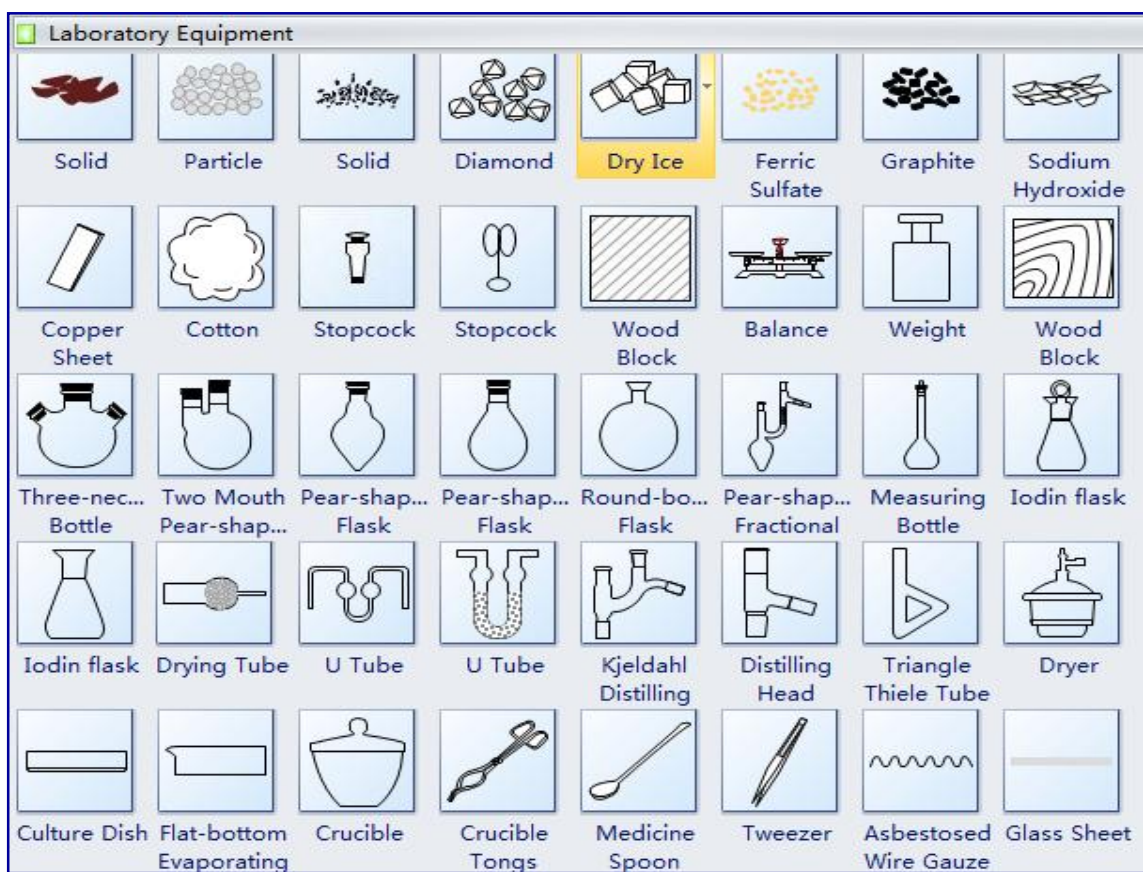 Laboratory Equipment
Solid
Particle
Solid
Diamond
Dry Ice
Ferric
Sulfate
Graphite
Sodium
Hydroxide
Copper
Sheet
Cotton
Stopcock
Stopcock
Wood
Block
Balance
Weight
Wood
Block
Three-nec...
Bottle
Two Mouth
Pear-shap...
Pear-shap...
Flask
Pear-shap...
Flask
Round-bo...
Flask
Pear-shap...
Fractional
Measuring
Bottle
Iodin flask
Iodin flask
Drying Tube
U Tube
U Tube
Kjeldahl
Distilling
Distilling
Head
Triangle
Thiele Tube
Dryer
Culture Dish
Flat-bottom
Evaporating
Crucible
Crucible
Tongs
Medicine
Spoon
Tweezer
Asbestosed
Wire Gauze
Glass Sheet